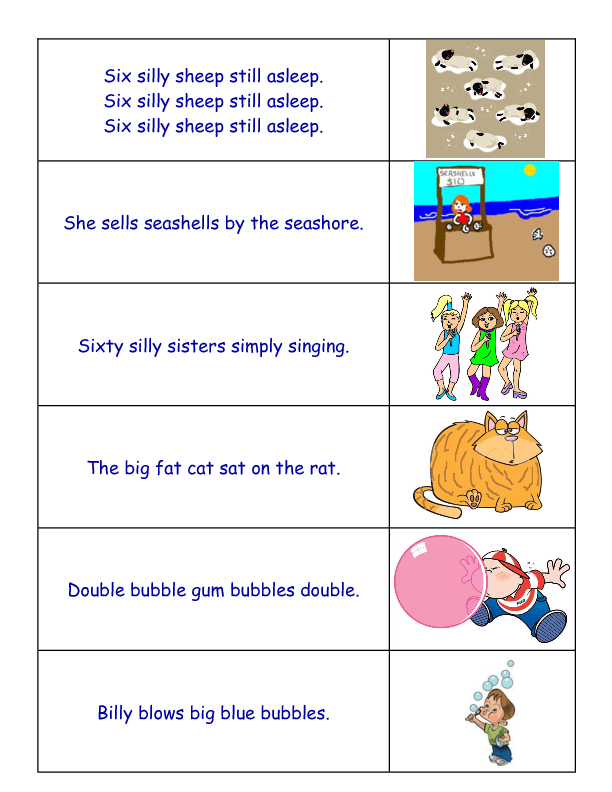 Six silly sheep still asleep.
Six silly sheep still asleep.
Six silly sheep still asleep.
SEASHELLS
She sells seashells by the seashore.
Sixty silly sisters simply singing.
The big fat cat sat on the rat.
Double bubble gum bubbles double.
Billy blows big blue bubbles.